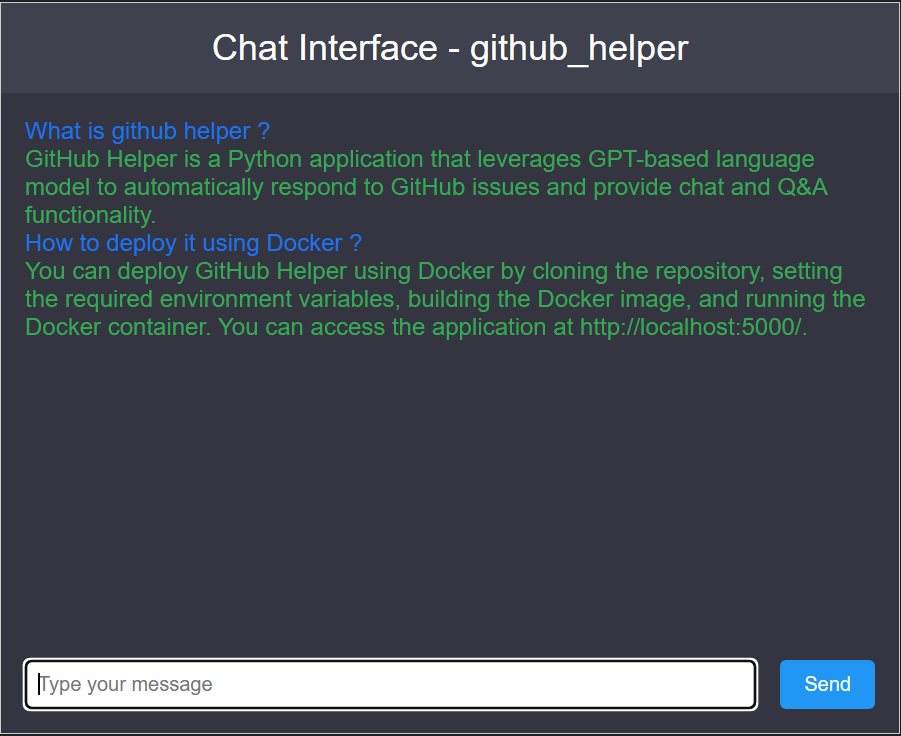 Chat Interface - github_helper
What is github helper ?
GitHub Helper is a Python application that leverages GPT-based language
model to automatically respond to GitHub issues and provide chat and Q&A
functionality.
How to deploy it using Docker ?
You can deploy GitHub Helper using Docker by cloning the repository, setting
the required environment variables, building the Docker image, and running the
Docker container. You can access the application at http://localhost:5000/.
Type your message
Send